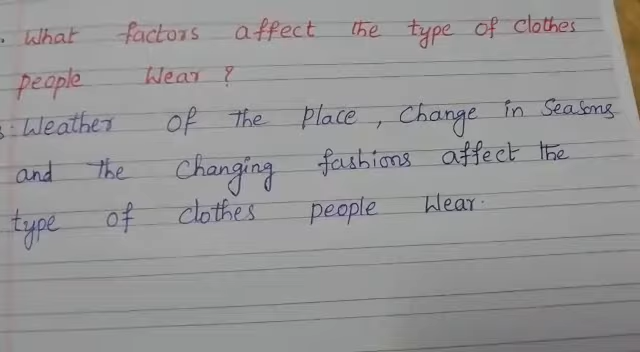 . What factors affect the type of clothes
people Wear ?
: Weather of the place , Change in Seasons
and the Changing fashions affect the
type of clothes people Wear.